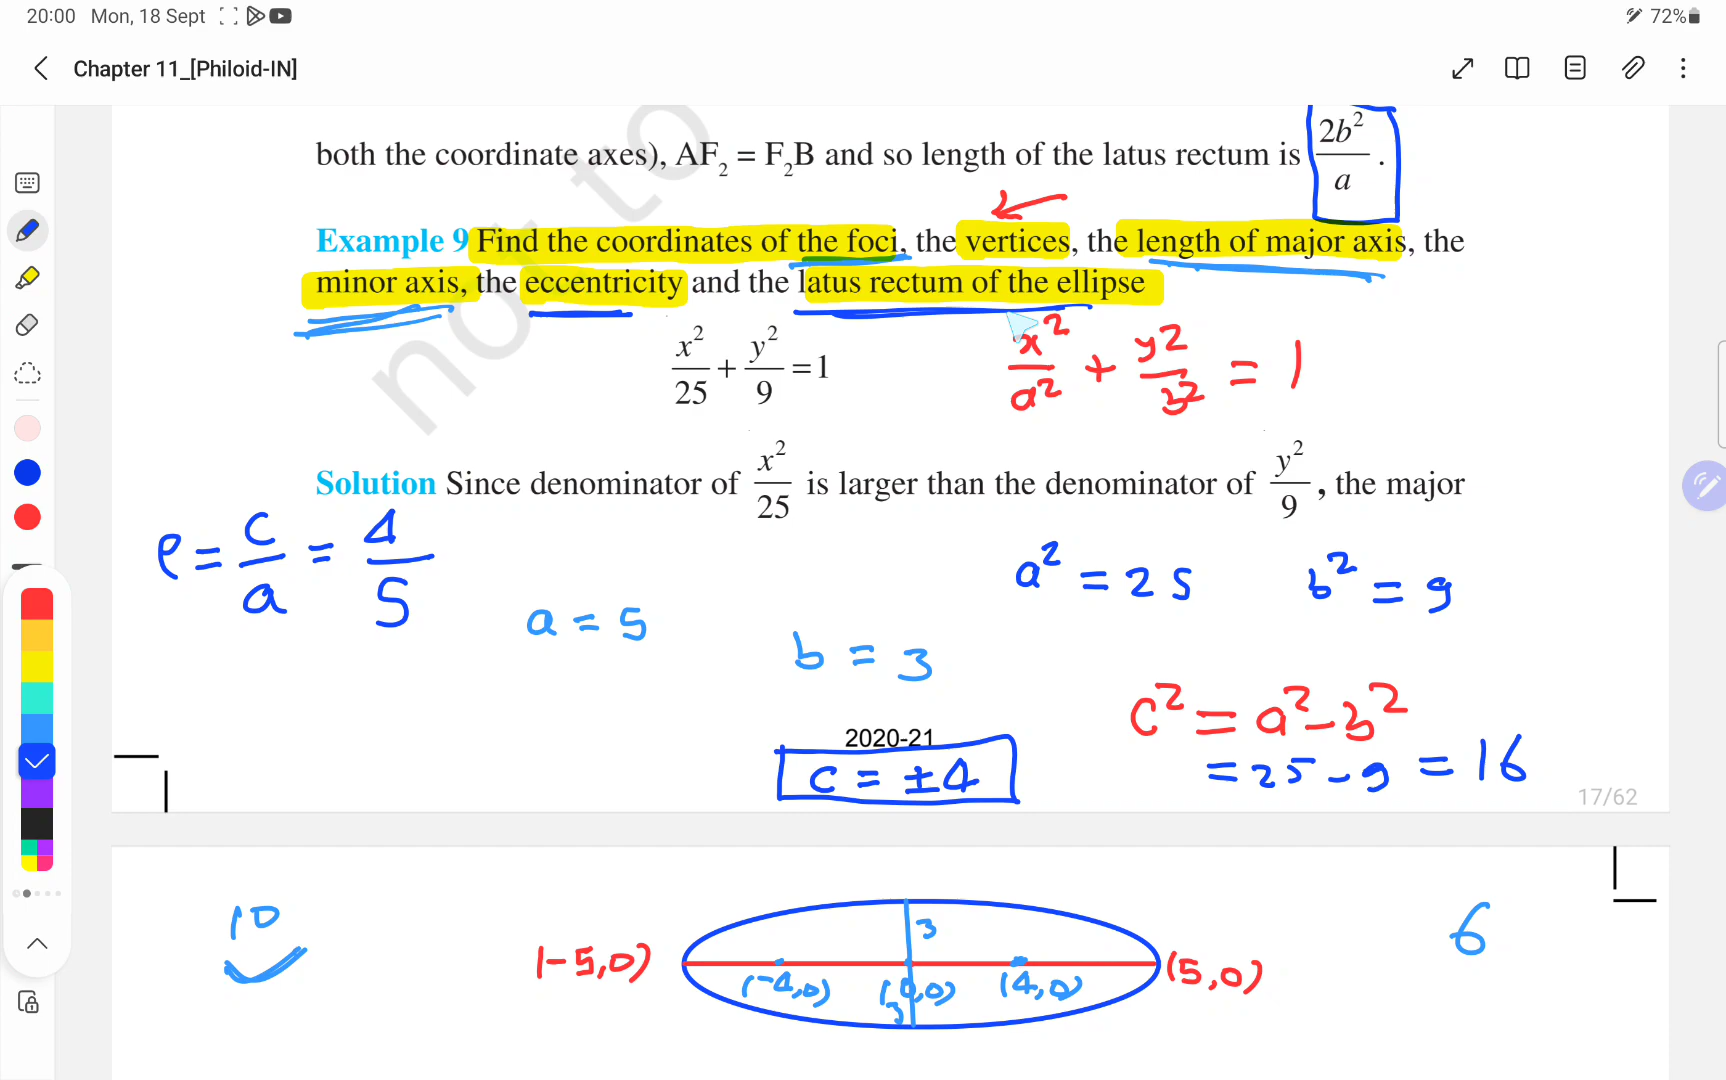 20:00 Mon, 18 Sept
72%
Chapter 11_[Philoid-IN]
not to
both the coordinate axes), AF₂ = F₂B and so length of the latus rectum is 2b²/a .
Example 9 Find the coordinates of the foci, the vertices, the length of major axis, the
minor axis, the eccentricity and the latus rectum of the ellipse
x²/25 + y²/9 = 1
x²/a² + y2/b² = 1
Solution Since denominator of x²/25 is larger than the denominator of y²/9, the major
e = c/a = 4/5
a² = 25 b² = 9
a = 5
b = 3
c² = a² - b²
2020-21
c = ±4
= 25 - 9 = 16
17/62
10
6
3
(-5,0)
(5,0)
(-4,0) (0,0) (4,0)
3